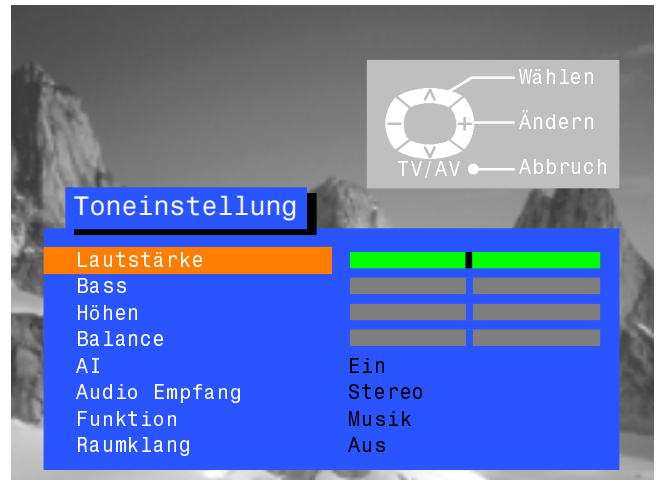 Wählen
- + Ändern
TV/AV Abbruch
Toneinstellung
Lautstärke
Bass
Höhen
Balance
AI Ein
Audio Empfang Stereo
Funktion Musik
Raumklang Aus